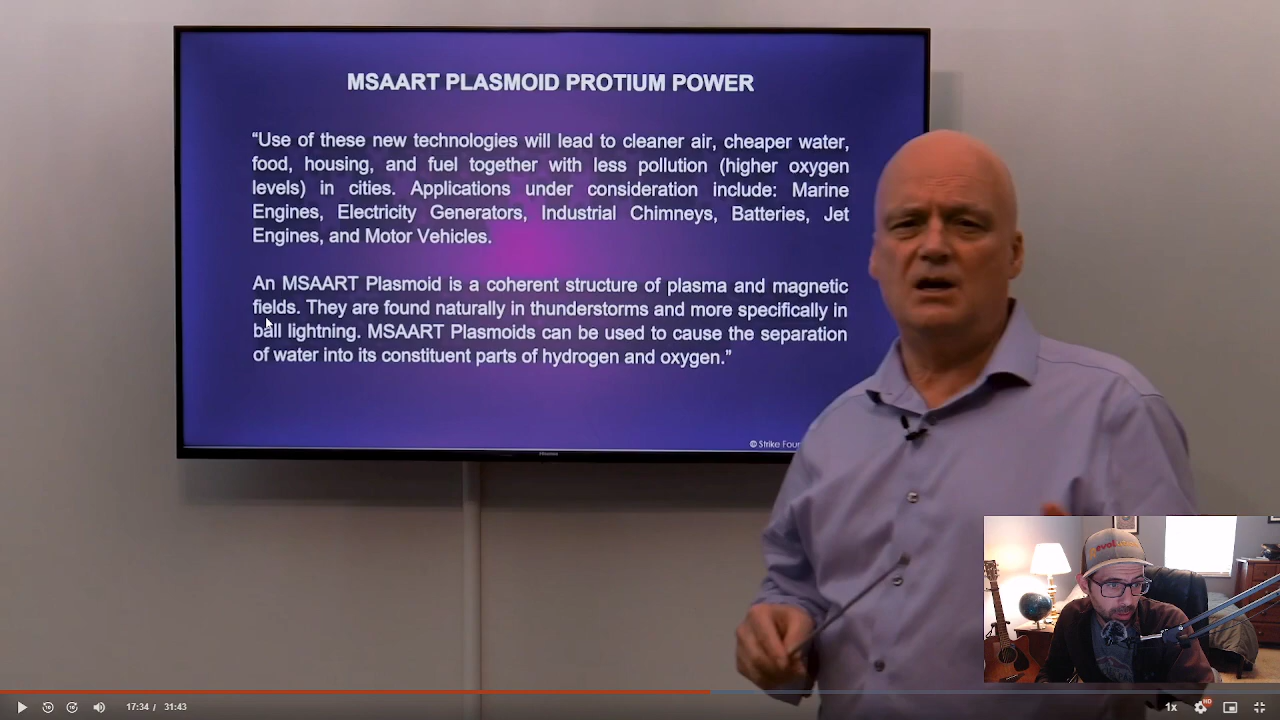 MSAART PLASMOID PROTIUM POWER
“Use of these new technologies will lead to cleaner air, cheaper water,
food, housing, and fuel together with less pollution (higher oxygen
levels) in cities. Applications under consideration include: Marine
Engines, Electricity Generators, Industrial Chimneys, Batteries, Jet
Engines, and Motor Vehicles.
An MSAART Plasmoid is a coherent structure of plasma and magnetic
fields. They are found naturally in thunderstorms and more specifically in
ball lightning. MSAART Plasmoids can be used to cause the separation
of water into its constituent parts of hydrogen and oxygen.”
© Strike
Hisense
17:34 / 31:43
1x
HD